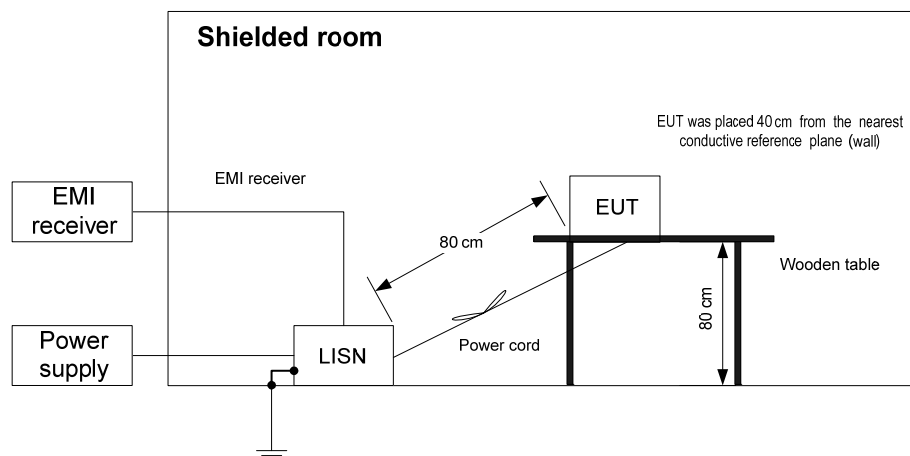 Shielded room
EUT was placed 40 cm from the nearest
conductive reference plane (wall)
EMI receiver
EMI
receiver
EUT
80 cm
Wooden table
80 cm
Power
supply
LISN
Power cord